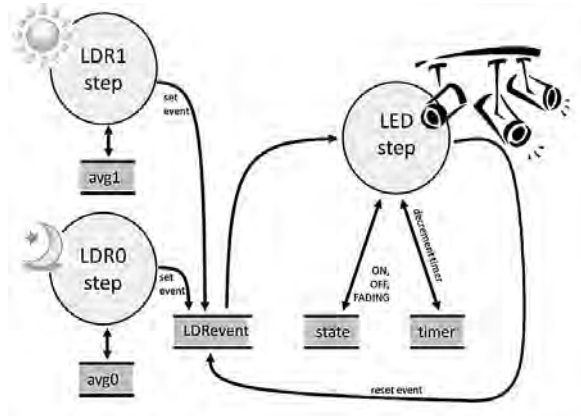 LDR1
step
set
event
avg1
LDR0
step
set
event
avg0
LDRevent
LED
step
ON,
OFF,
FADING
decrement timer
state
timer
reset event